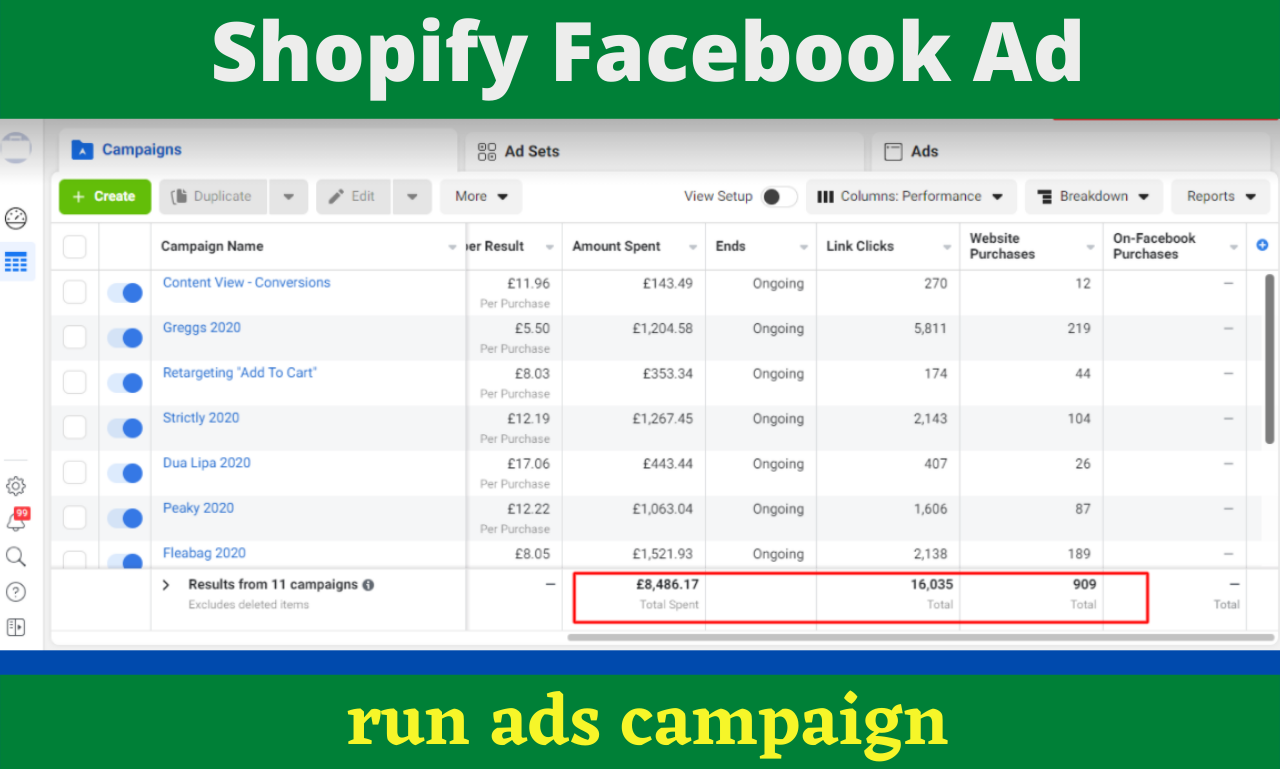 Shopify Facebook Ad
Campaigns
Ad Sets
Ads
+ Create
Duplicate
Edit
More
View Setup
Columns: Performance
Breakdown
Reports
Campaign Name
er Result
Amount Spent
Ends
Link Clicks
Website
Purchases
On-Facebook
Purchases
Content View - Conversions £11.96 £143.49 Ongoing 270 12 —
Per Purchase
Greggs 2020 £5.50 £1,204.58 Ongoing 5,811 219 —
Per Purchase
Retargeting "Add To Cart" £8.03 £353.34 Ongoing 174 44 —
Per Purchase
Strictly 2020 £12.19 £1,267.45 Ongoing 2,143 104 —
Per Purchase
Dua Lipa 2020 £17.06 £443.44 Ongoing 407 26 —
Per Purchase
Peaky 2020 £12.22 £1,063.04 Ongoing 1,606 87 —
Per Purchase
Fleabag 2020 £8.05 £1,521.93 Ongoing 2,138 189 —
99
Results from 11 campaigns — £8,486.17 16,035 909 —
Excludes deleted items Total Spent Total Total Total
run ads campaign